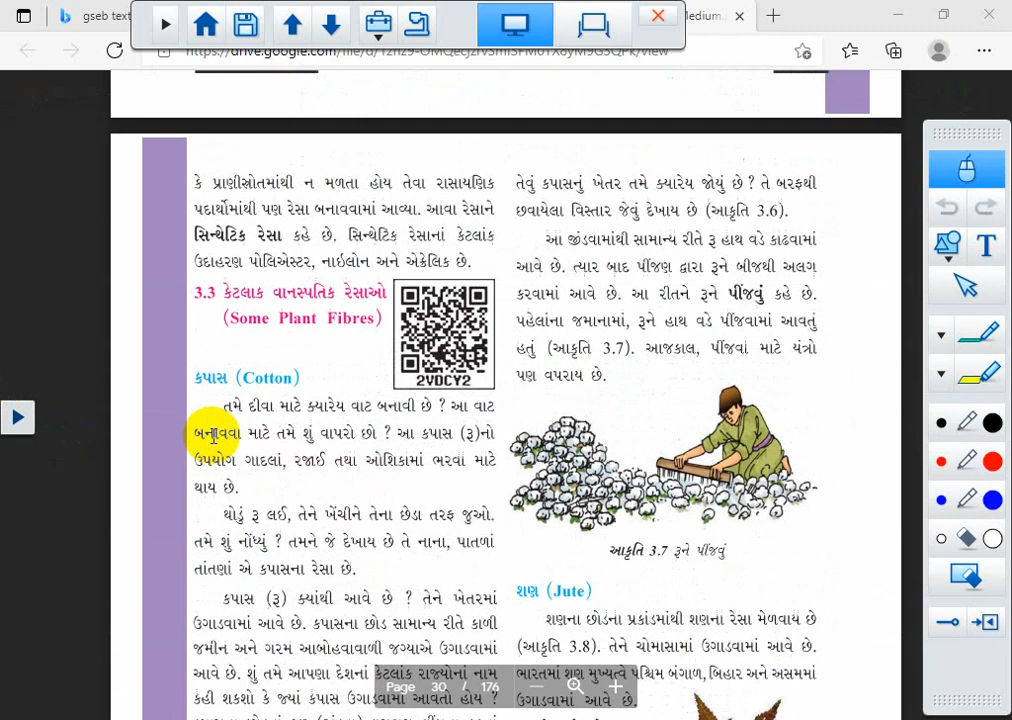 gseb text
Medium.
https://drive.google.com/file/d/
/view
કે પ્રાણીસ્રોતમાંથી ન મળતા હોય તેવા રાસાયણિક
પદાર્થોમાંથી પણ રેસા બનાવવામાં આવ્યા. આવા રેસાને
સિન્થેટિક રેસા કહે છે. સિન્થેટિક રેસાનાં કેટલાંક
ઉદાહરણ પોલિએસ્ટર, નાઇલોન અને એક્રેલિક છે.
3.3 કેટલાક વાનસ્પતિક રેસાઓ
(Some Plant Fibres)
2VDCY2
કપાસ (Cotton)
તમે દીવા માટે ક્યારેય વાટ બનાવી છે ? આ વાટ
બનાવવા માટે તમે શું વાપરો છો ? આ કપાસ (રૂ)નો
ઉપયોગ ગાદલાં, રજાઈ તથા ઓશિકામાં ભરવા માટે
થાય છે.
થોડું રૂ લઈ, તેને ખેંચીને તેના છેડા તરફ જુઓ.
તમે શું નોંધ્યું ? તમને જે દેખાય છે તે નાના, પાતળાં
તાંતણાં એ કપાસના રેસા છે.
કપાસ (રૂ) ક્યાંથી આવે છે ? તેને ખેતરમાં
ઉગાડવામાં આવે છે. કપાસના છોડ સામાન્ય રીતે કાળી
જમીન અને ગરમ આબોહવાવાળી જગ્યાએ ઉગાડવામાં
આવે છે. શું તમે આપણા દેશનાં કેટલાંક રાજ્યોનાં નામ
કહી શકશો કે જ્યાં કપાસ ઉગાડવામાં આવતો હોય ?
તેવું કપાસનું ખેતર તમે ક્યારેય જોયું છે ? તે બરફથી
છવાયેલા વિસ્તાર જેવું દેખાય છે (આકૃતિ 3.6).
આ જીંડવામાંથી સામાન્ય રીતે રૂ હાથ વડે કાઢવામાં
આવે છે. ત્યાર બાદ પીંજણ દ્વારા રૂને બીજથી અલગ
કરવામાં આવે છે. આ રીતને રૂને પીંજવું કહે છે.
પહેલાંના જમાનામાં, રૂને હાથ વડે પીંજવામાં આવતું
હતું (આકૃતિ 3.7). આજકાલ, પીંજવા માટે યંત્રો
પણ વપરાય છે.
આકૃતિ 3.7 રૂને પીંજવું
શણ (Jute)
શણના છોડના પ્રકાંડમાંથી શણના રેસા મેળવાય છે
(આકૃતિ 3.8). તેને ચોમાસામાં ઉગાડવામાં આવે છે.
ભારતમાં શણ મુખ્યત્વે પશ્ચિમ બંગાળ, બિહાર અને અસમમાં
ઉગાડવામાં આવે છે.
Page 30 / 176
T